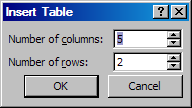 Insert Table
Number of columns: 5
Number of rows: 2
OK Cancel